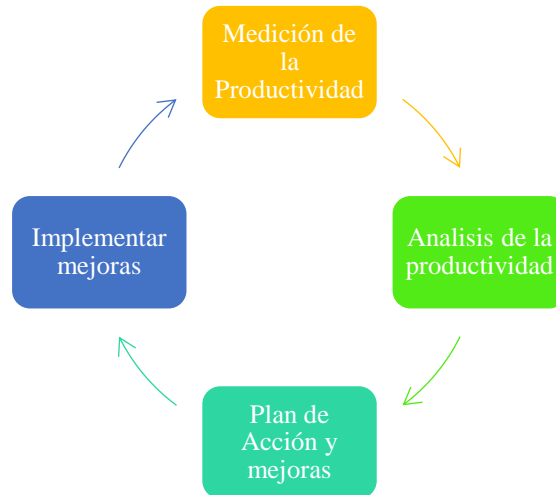 Medición de
la
Productividad
Analisis de la
productividad
Plan de
Acción y
mejoras
Implementar
mejoras